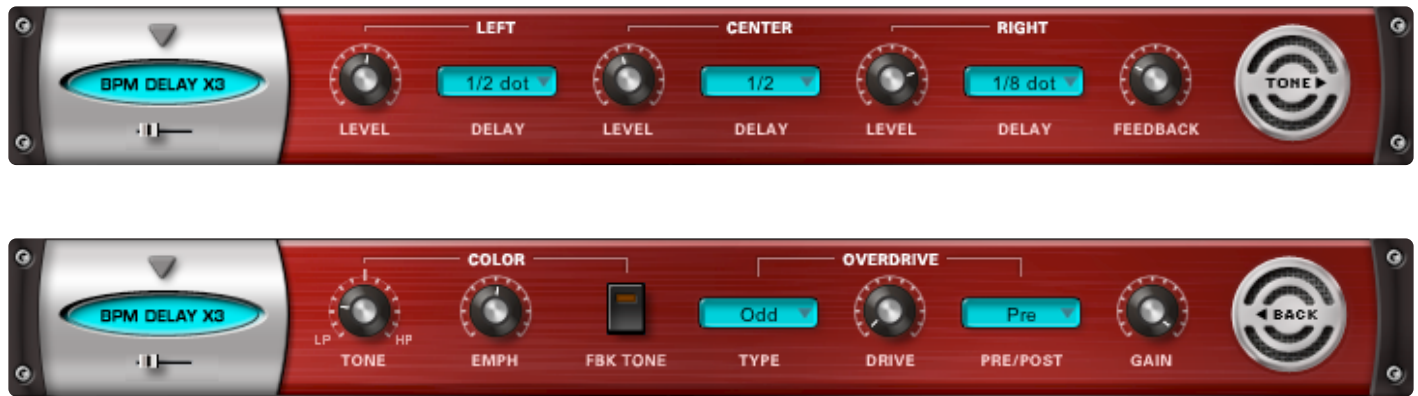 LEFT CENTER RIGHT
BPM DELAY X3 1/2 dot 1/2 1/8 dot TONE
LEVEL DELAY LEVEL DELAY LEVEL DELAY FEEDBACK
COLOR OVERDRIVE
BPM DELAY X3 Odd Pre BACK
LP HP
TONE EMPH FBK TONE TYPE DRIVE PRE/POST GAIN